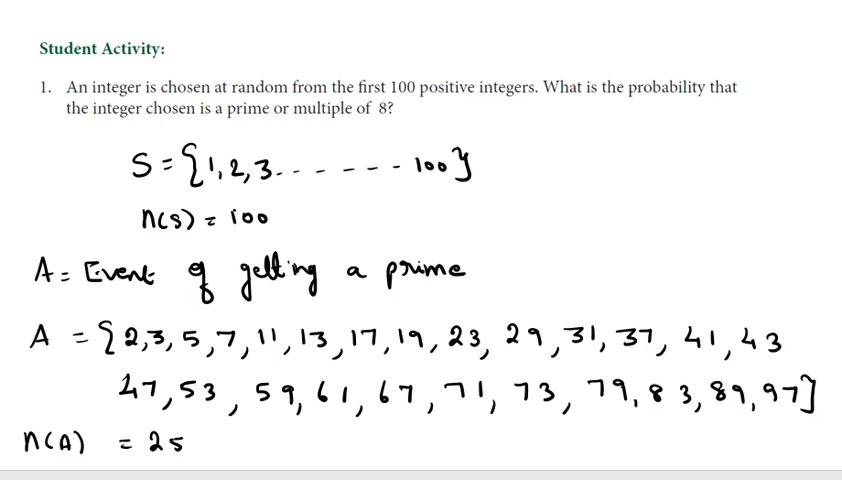 Student Activity:
1. An integer is chosen at random from the first 100 positive integers. What is the probability that
the integer chosen is a prime or multiple of 8?
S = {1, 2, 3 - - - - - - - 100}
n(S) = 100
A = Event of getting a prime
A = {2,3, 5,7, 11, 13, 17, 19, 23, 29, 31, 37, 41, 43
47, 53, 59, 61, 67, 71, 73, 79, 83, 89, 97}
n(A) = 25